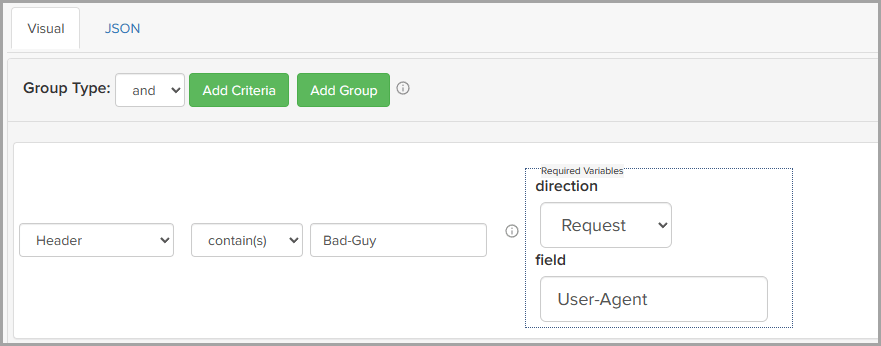 Visual JSON
Group Type: and Add Criteria Add Group
Required Variables
direction
Header contain(s) Bad-Guy Request
field
User-Agent